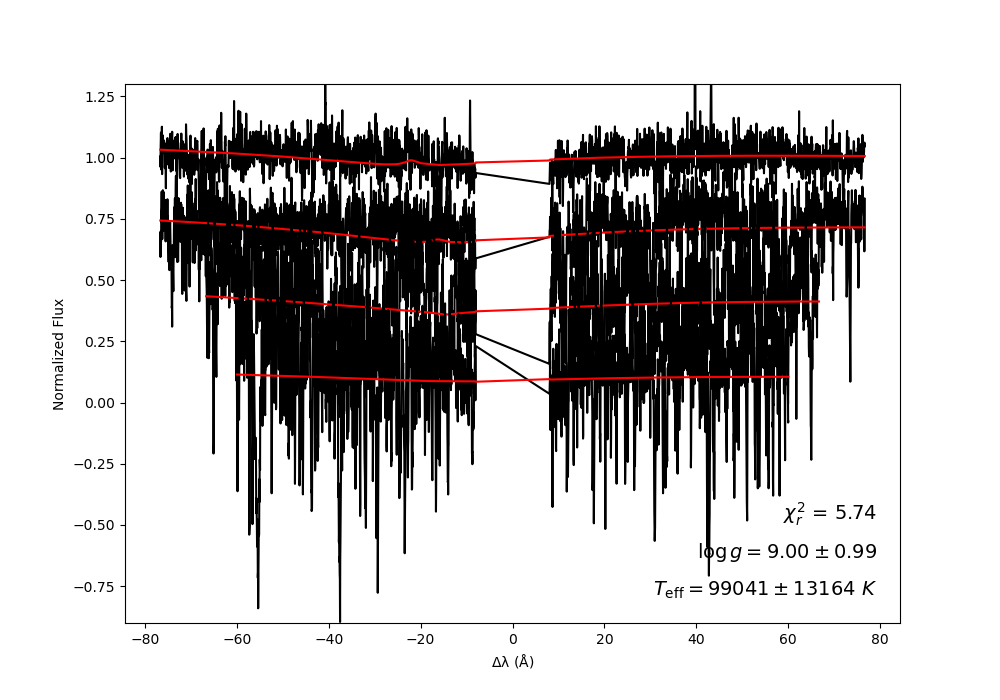 1.25
1.00
0.75
0.50
0.25
0.00
−0.25
−0.50
−0.75
Normalized Flux
χ²ᵣ = 5.74
log g = 9.00 ± 0.99
T_eff = 99041 ± 13164 K
−80 −60 −40 −20 0 20 40 60 80
Δλ (Å)